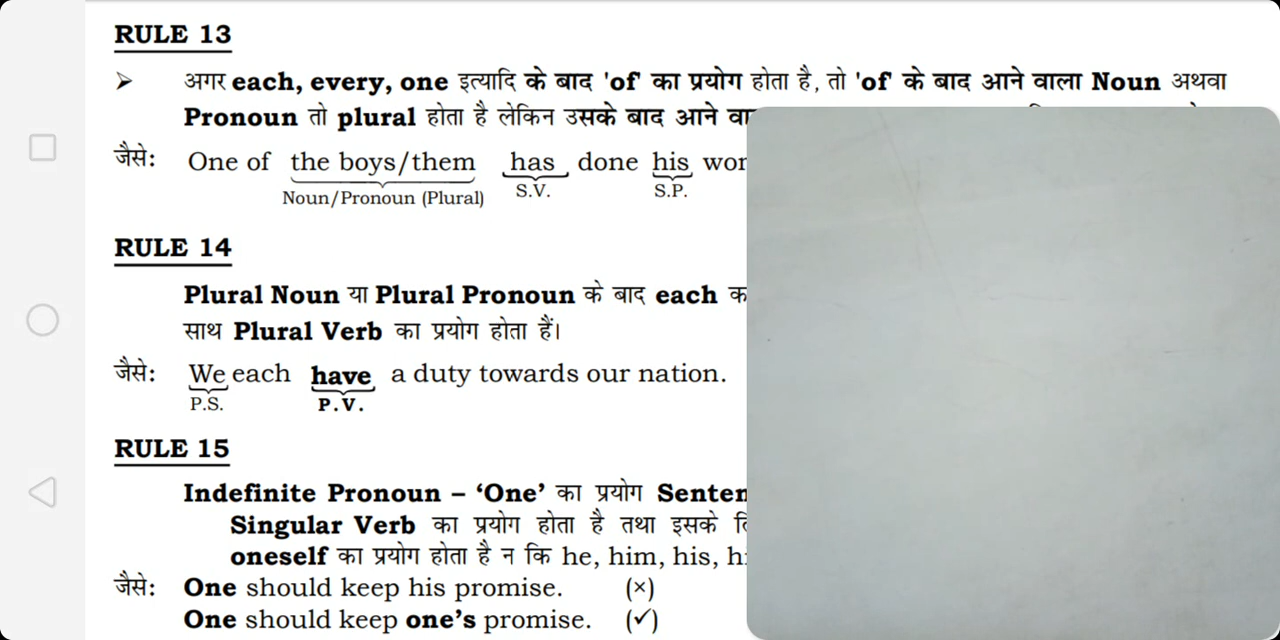 RULE 13
➢ अगर each, every, one इत्यादि के बाद 'of' का प्रयोग होता है, तो 'of' के बाद आने वाला Noun अथवा
Pronoun तो plural होता है लेकिन उसके बाद आने
जैसे: One of the boys/them has done his
Noun/Pronoun (Plural) S.V. S.P.
RULE 14
Plural Noun या Plural Pronoun के बाद each
साथ Plural Verb का प्रयोग होता हैं।
जैसे: We each have a duty towards our nation.
P.S. P.V.
RULE 15
Indefinite Pronoun – ‘One’ का प्रयोग
Singular Verb का प्रयोग होता है तथा इसके
oneself का प्रयोग होता है न कि he, him, his,
जैसे: One should keep his promise. (×)
One should keep one’s promise. (✓)